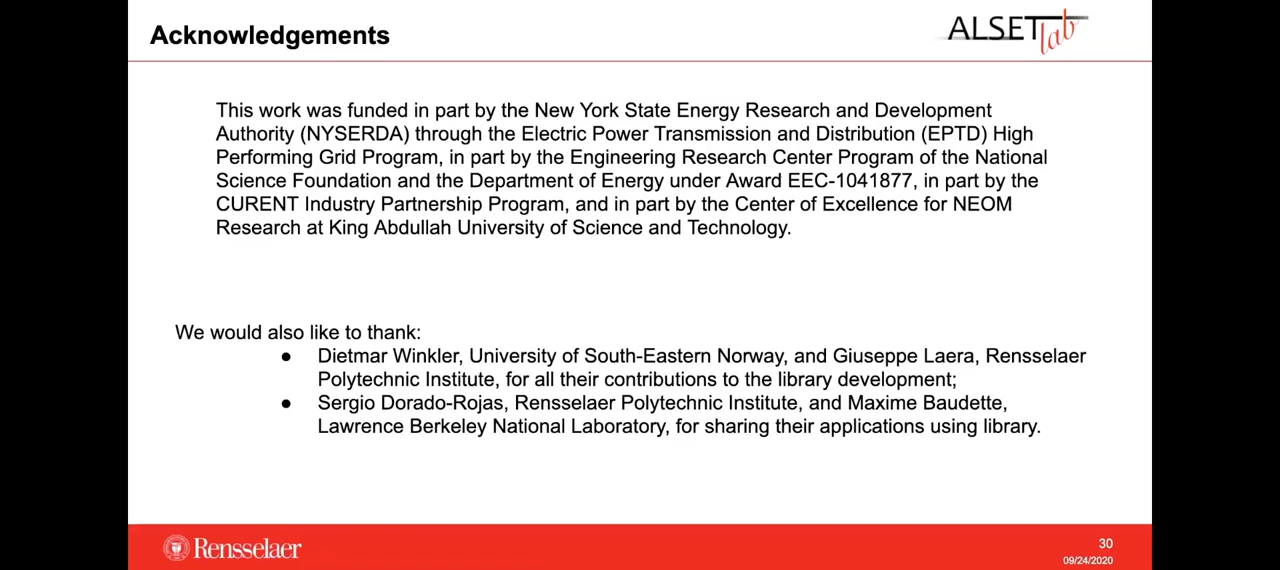 Acknowledgements
ALSETlab
This work was funded in part by the New York State Energy Research and Development
Authority (NYSERDA) through the Electric Power Transmission and Distribution (EPTD) High
Performing Grid Program, in part by the Engineering Research Center Program of the National
Science Foundation and the Department of Energy under Award EEC-1041877, in part by the
CURENT Industry Partnership Program, and in part by the Center of Excellence for NEOM
Research at King Abdullah University of Science and Technology.
We would also like to thank:
● Dietmar Winkler, University of South-Eastern Norway, and Giuseppe Laera, Rensselaer
Polytechnic Institute, for all their contributions to the library development;
● Sergio Dorado-Rojas, Rensselaer Polytechnic Institute, and Maxime Baudette,
Lawrence Berkeley National Laboratory, for sharing their applications using library.
Rensselaer
30
09/24/2020